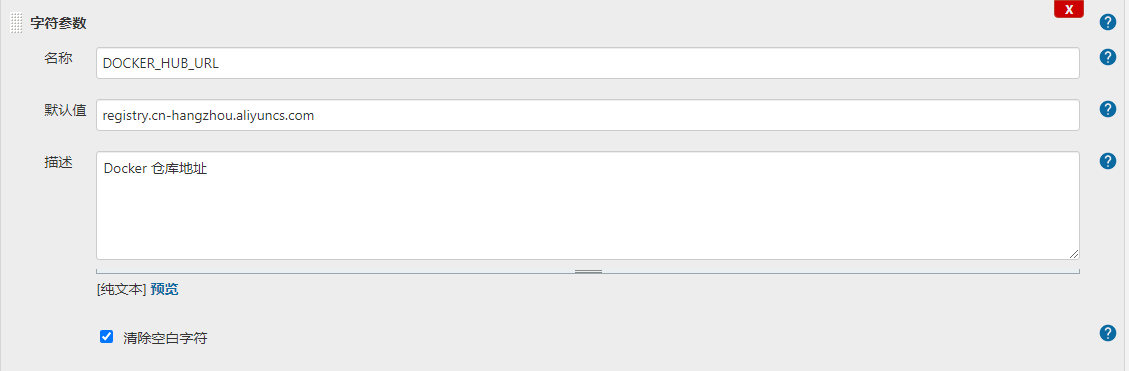 X
字符参数
名称 DOCKER_HUB_URL
默认值 registry.cn-hangzhou.aliyuncs.com
描述 Docker 仓库地址
[纯文本] 预览
清除空白字符